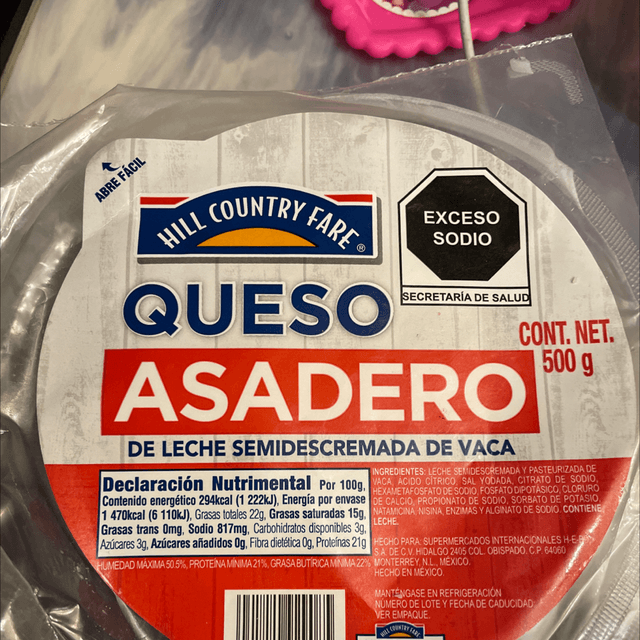 ABRE FÁCIL
HILL COUNTRY FARE ®
EXCESO
SODIO
SECRETARÍA DE SALUD
QUESO
CONT. NET.
500 g
ASADERO
DE LECHE SEMIDESCREMADA DE VACA
Declaración Nutrimental Por 100g,
Contenido energético 294kcal (1 222kJ), Energía por envase
1 470kcal (6 110kJ), Grasas totales 22g, Grasas saturadas 15g,
Grasas trans 0mg, Sodio 817mg, Carbohidratos disponibles 3g,
Azúcares 3g, Azúcares añadidos 0g, Fibra dietética 0g, Proteínas 21g
HUMEDAD MÁXIMA 50.5%, PROTEÍNA MÍNIMA 21%, GRASA BUTÍRICA MÍNIMA 22%
INGREDIENTES: LECHE SEMIDESCREMADA Y PASTEURIZADA DE
VACA, ÁCIDO CÍTRICO, SAL YODADA, CITRATO DE SODIO,
HEXAMETAFOSFATO DE SODIO, FOSFATO DIPOTÁSICO, CLORURO
DE CALCIO, PROPIONATO DE SODIO, SORBATO DE POTASIO,
NATAMICINA, NISINA, ENZIMAS Y ALGINATO DE SODIO. CONTIENE
LECHE.
HECHO PARA: SUPERMERCADOS INTERNACIONALES H-E-B
S.A. DE C.V. HIDALGO 2405 COL. OBISPADO, C.P. 64060
MONTERREY, N.L., MÉXICO.
HECHO EN MÉXICO.
MANTÉNGASE EN REFRIGERACIÓN
NÚMERO DE LOTE Y FECHA DE CADUCIDAD:
VER EMPAQUE.
HILL COUNTRY FARE